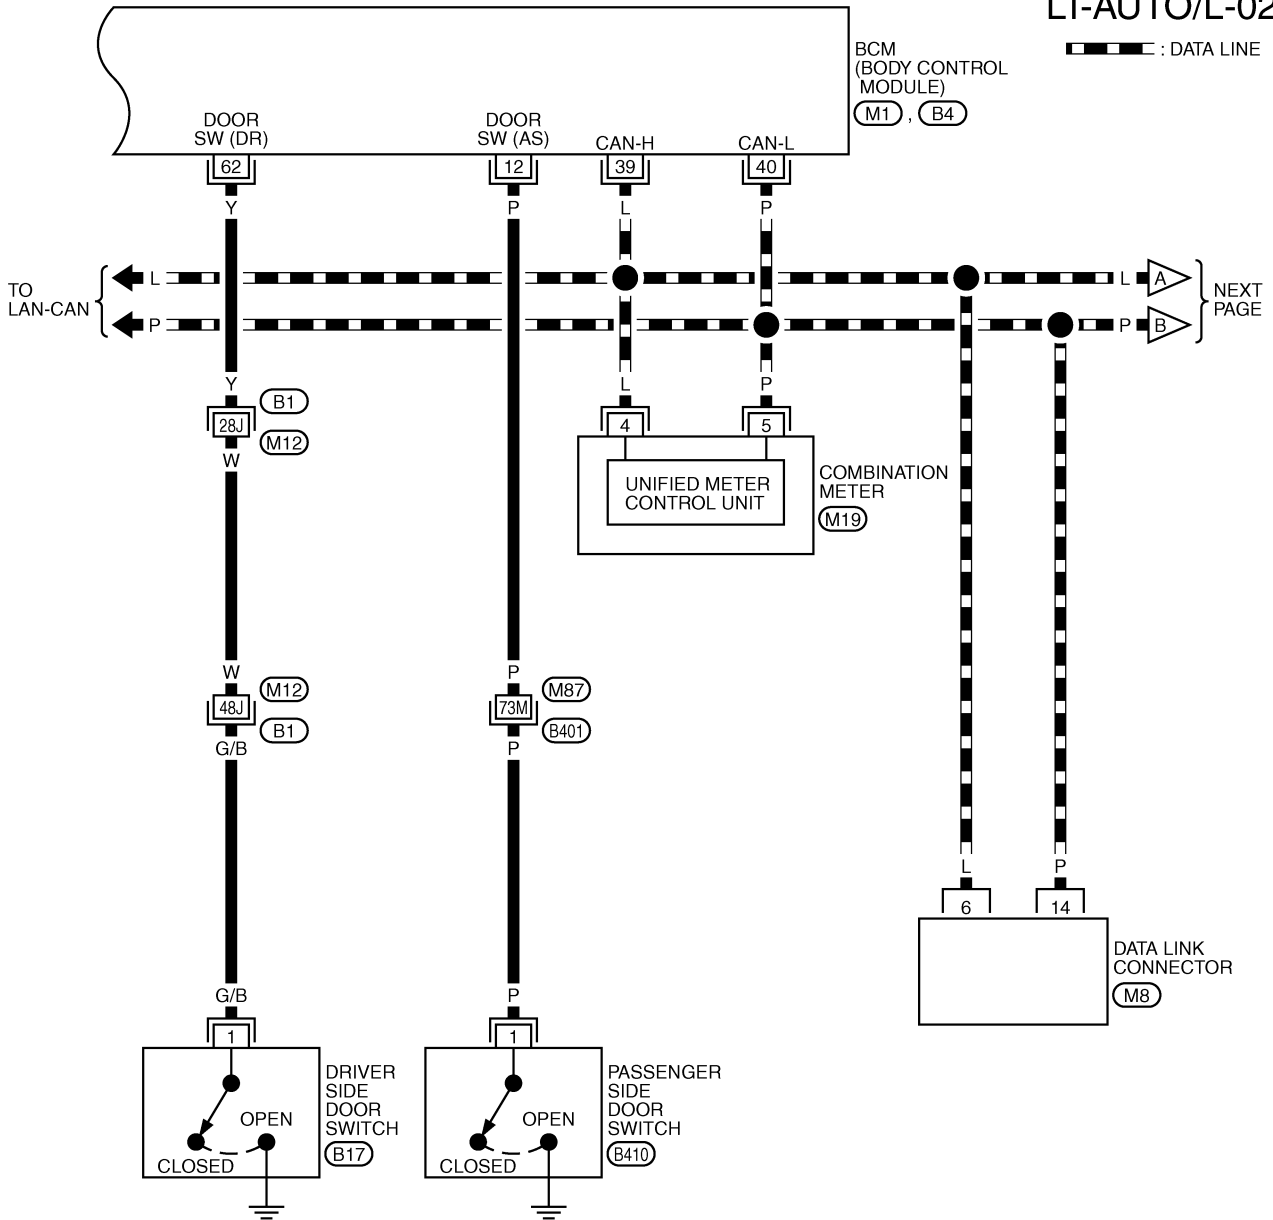 LT-AUTO/L-02
: DATA LINE
BCM
(BODY CONTROL
MODULE)
M1 , B4
DOOR
SW (DR)
DOOR
SW (AS)
CAN-H
CAN-L
62
12
39
40
Y
P
L
P
TO
LAN-CAN
L
P
L
A
P
B
NEXT
PAGE
Y
L
P
B1
28J
M12
4
5
W
UNIFIED METER
CONTROL UNIT
COMBINATION
METER
M19
W
P
M12
48J
B1
M87
73M
B401
G/B
P
L
P
6
14
DATA LINK
CONNECTOR
M8
G/B
P
1
1
DRIVER
SIDE
DOOR
SWITCH
B17
OPEN
CLOSED
PASSENGER
SIDE
DOOR
SWITCH
B410
OPEN
CLOSED